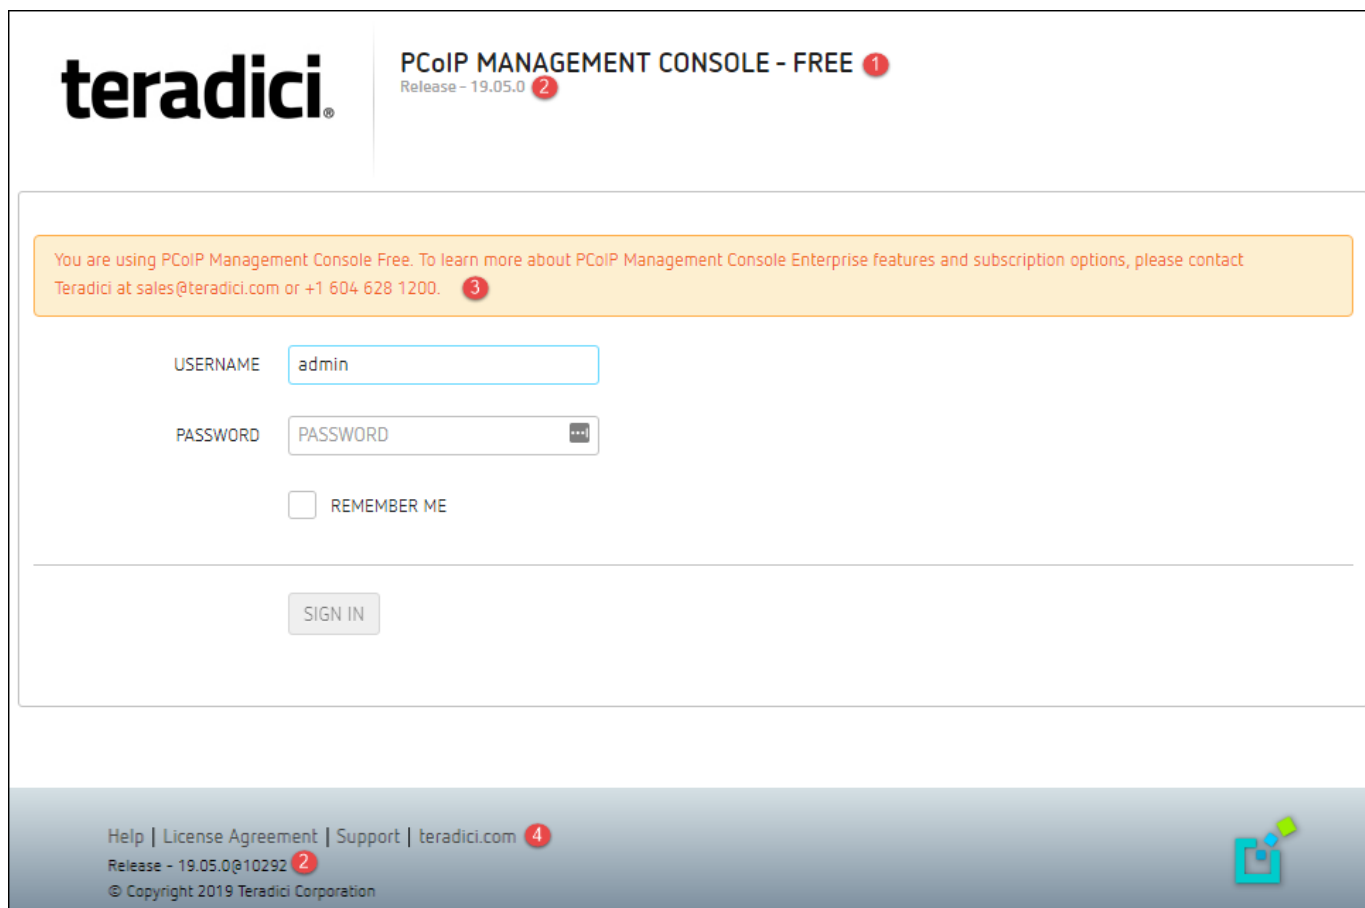 teradici®
PCoIP MANAGEMENT CONSOLE - FREE 1
Release - 19.05.0 2
You are using PCoIP Management Console Free. To learn more about PCoIP Management Console Enterprise features and subscription options, please contact
Teradici at sales@teradici.com or +1 604 628 1200. 3
USERNAME admin
PASSWORD PASSWORD
REMEMBER ME
SIGN IN
Help | License Agreement | Support | teradici.com 4
Release - 19.05.0@10292 2
© Copyright 2019 Teradici Corporation